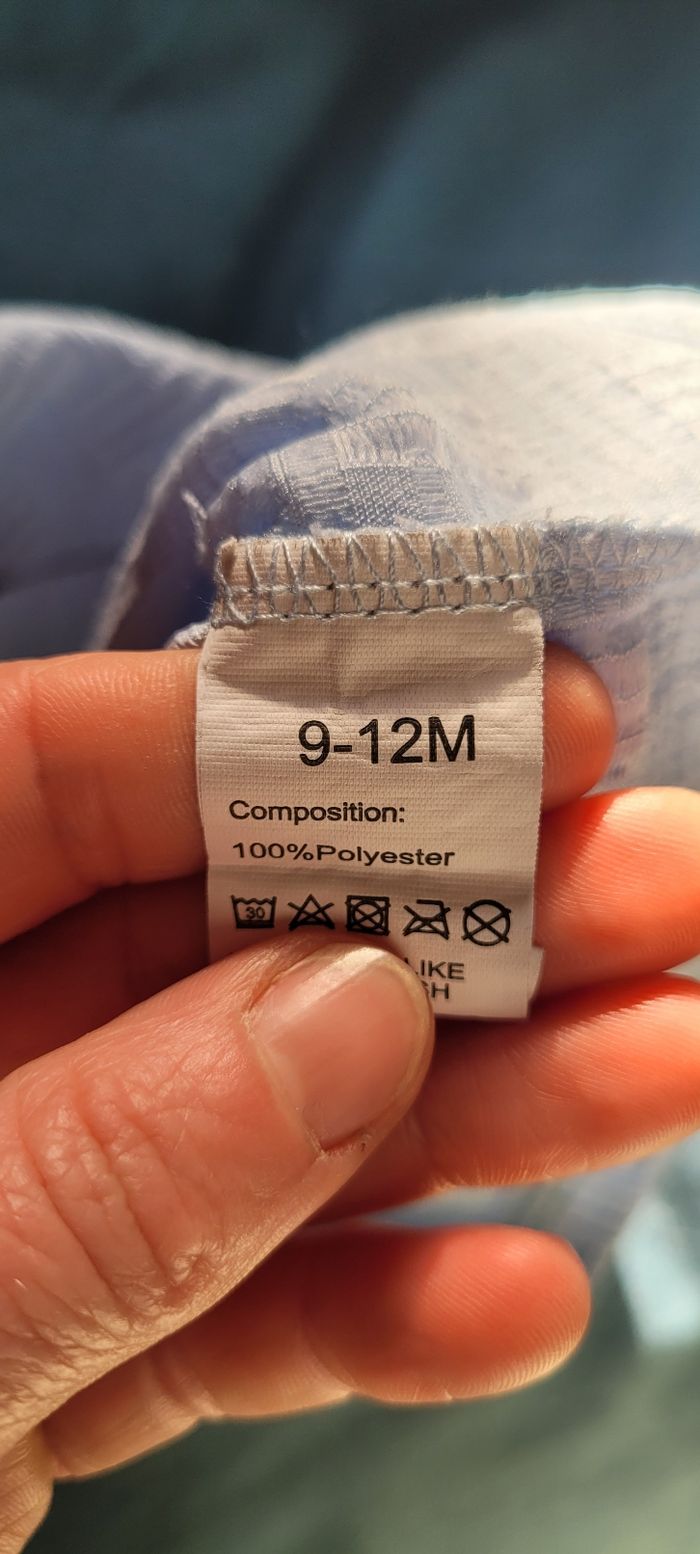 9-12M
Composition:
100%Polyester
30